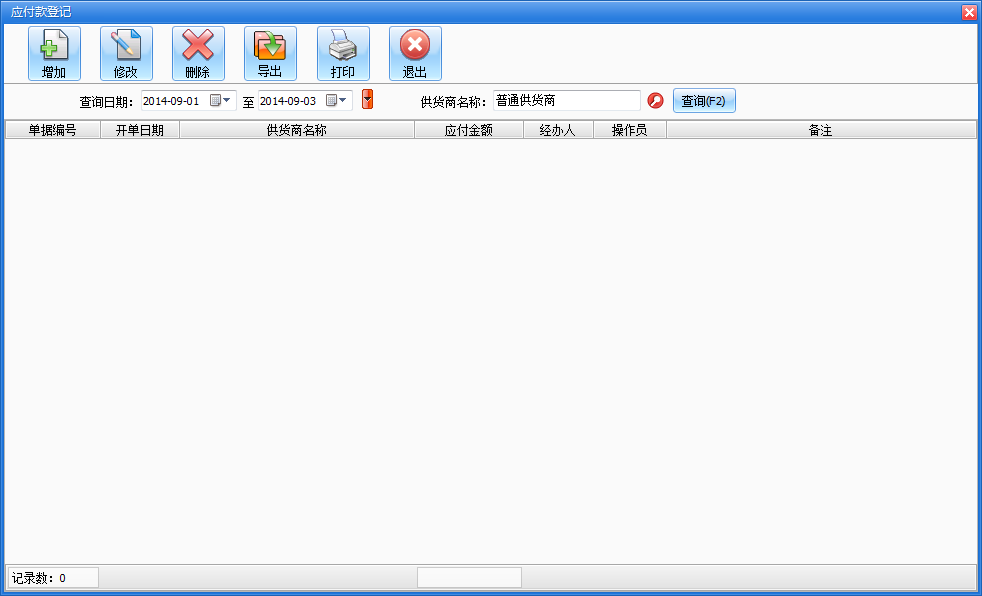 应付款登记
增加 修改 删除 导出 打印 退出
查询日期: 2014-09-01 至 2014-09-03 供货商名称: 普通供货商 查询(F2)
单据编号 开单日期 供货商名称 应付金额 经办人 操作员 备注
记录数: 0